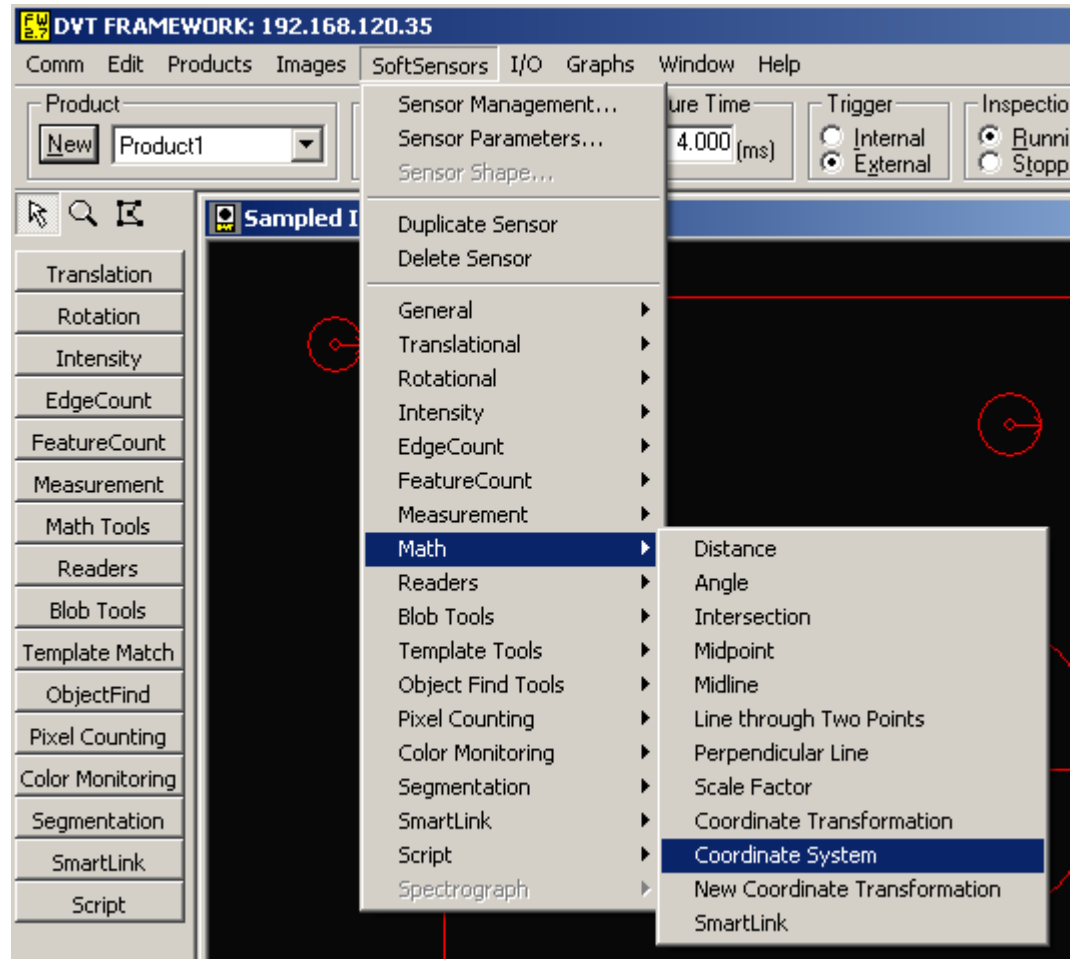 FW 2.7 DVT FRAMEWORK: 192.168.120.35
Comm Edit Products Images SoftSensors I/O Graphs Window Help
Product
New Product1
ure Time
4.000 (ms)
Trigger
Internal
External
Inspectio
Runni
Stopp
Sampled I
Translation
Rotation
Intensity
EdgeCount
FeatureCount
Measurement
Math Tools
Readers
Blob Tools
Template Match
ObjectFind
Pixel Counting
Color Monitoring
Segmentation
SmartLink
Script
Sensor Management...
Sensor Parameters...
Sensor Shape...
Duplicate Sensor
Delete Sensor
General
Translational
Rotational
Intensity
EdgeCount
FeatureCount
Measurement
Math
Readers
Blob Tools
Template Tools
Object Find Tools
Pixel Counting
Color Monitoring
Segmentation
SmartLink
Script
Spectrograph
Distance
Angle
Intersection
Midpoint
Midline
Line through Two Points
Perpendicular Line
Scale Factor
Coordinate Transformation
Coordinate System
New Coordinate Transformation
SmartLink